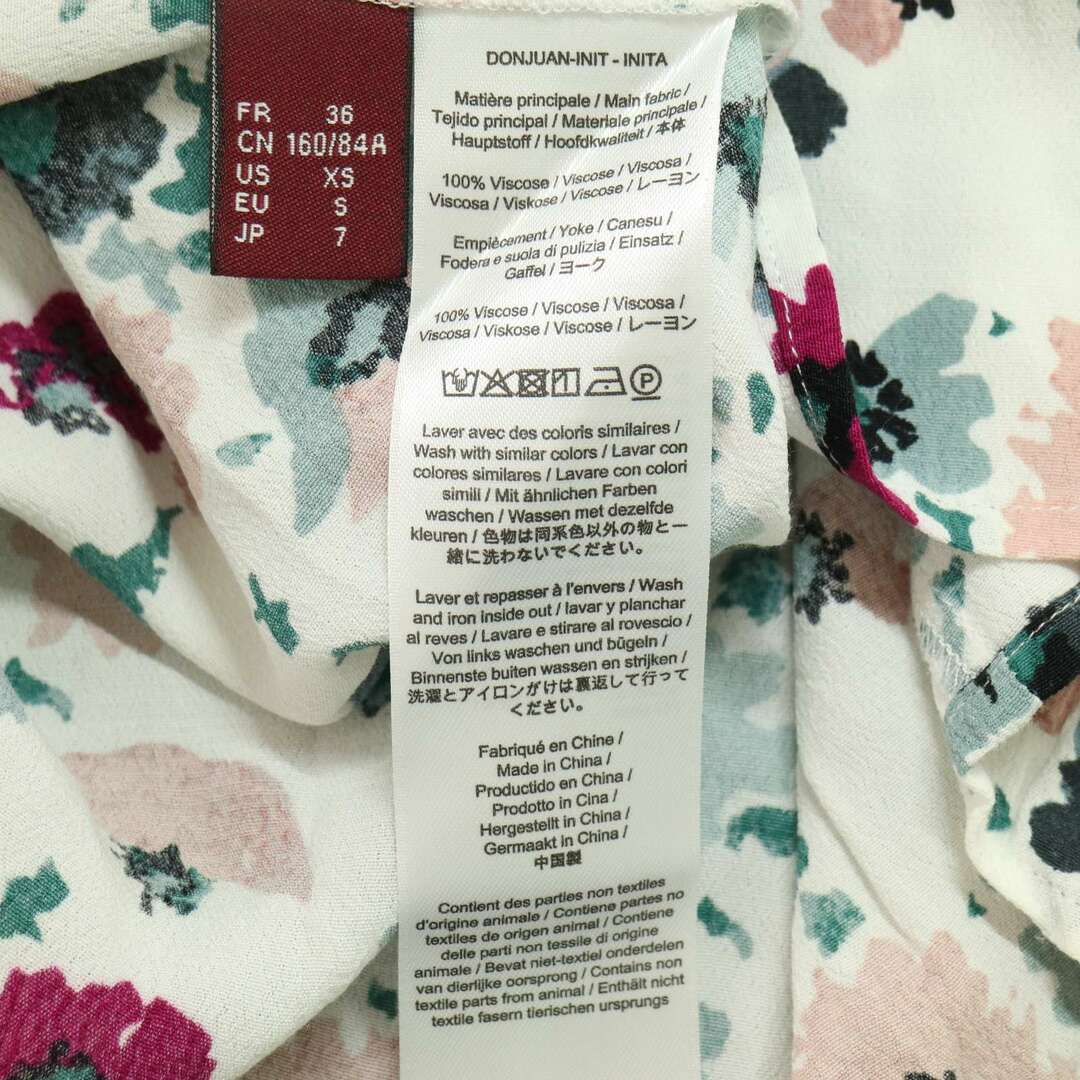 FR 36
CN 160/84A
US XS
EU S
JP 7
DONJUAN-INIT - INITA
Matière principale / Main fabric /
Tejido principal / Materiale principale /
Hauptstoff / Hoofdkwaliteit / 本体
100% Viscose / Viscose / Viscosa /
Viscosa / Viskose / Viscose / レーヨン
Empiècement / Yoke / Canesu /
Fodera e suola di pulizia / Einsatz /
Gaffel / ヨーク
100% Viscose / Viscose / Viscosa /
Viscosa / Viskose / Viscose / レーヨン
P
Laver avec des coloris similaires /
Wash with similar colors / Lavar con
colores similares / Lavare con colori
simili / Mit ähnlichen Farben
waschen / Wassen met dezelfde
kleuren / 色物は同系色以外の物と一
緒に洗わないでください。
Laver et repasser à l'envers / Wash
and iron inside out / lavar y planchar
al reves / Lavare e stirare al rovescio /
Von links waschen und bügeln /
Binnenste buiten wassen en strijken /
洗濯とアイロンがけは裏返して行って
ください。
Fabriqué en Chine /
Made in China /
Producido en China /
Prodotto in Cina /
Hergestellt in China /
Germaakt in China /
中国製
Contient des parties non textiles
d'origine animale / Contiene partes no
textiles de origen animal / Contiene
delle parti non tessile di origine
animale / Bevat niet-textiel onderdelen
van dierlijke oorsprong / Contains non
textile parts from animal / Enthält nicht
textile fasern tierischen ursprungs